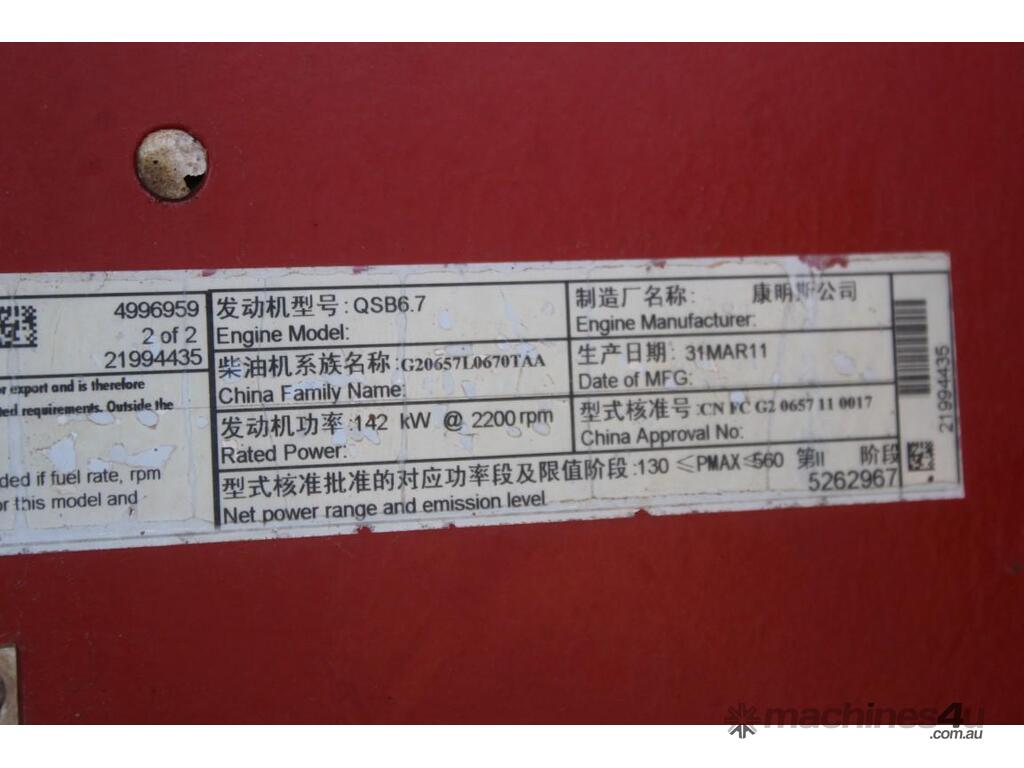 4996959
2 of 2
21994435
or export and is therefore
ted requirements. Outside the
ded if fuel rate, rpm
for this model and
发动机型号: QSB6.7
Engine Model:
柴油机系族名称:G20657L0670TAA
China Family Name:
发动机功率:142 kW @ 2200 rpm
Rated Power:
制造厂名称: 康明斯公司
Engine Manufacturer:
生产日期: 31MAR11
Date of MFG:
型式核准号:CN FC G2 0657 11 0017
China Approval No:
型式核准批准的对应功率段及限值阶段:130 ≤PMAX≤560 第II 阶段
Net power range and emission level
5262967
21994435
machines4u
.com.au